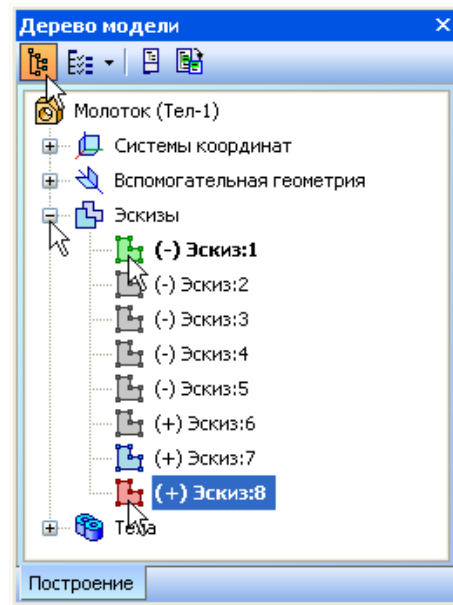 Дерево модели
Молоток (Тел-1)
Системы координат
Вспомогательная геометрия
Эскизы
(-) Эскиз:1
(-) Эскиз:2
(-) Эскиз:3
(-) Эскиз:4
(-) Эскиз:5
(+) Эскиз:6
(+) Эскиз:7
(+) Эскиз:8
Тела
Построение